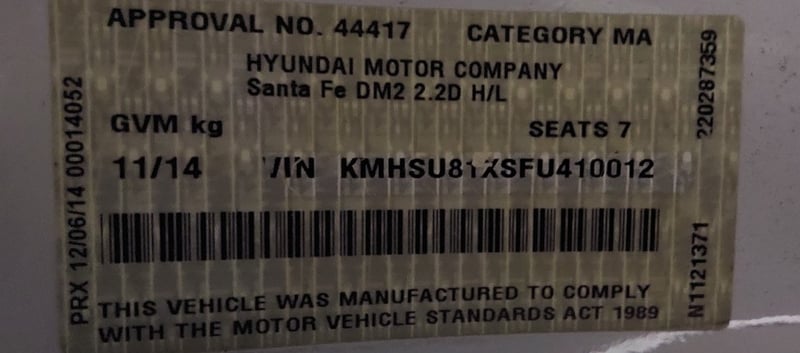 APPROVAL NO. 44417 CATEGORY MA
HYUNDAI MOTOR COMPANY
Santa Fe DM2 2.2D H/L
GVM kg SEATS 7
11/14 VIN KMHSU81XSFU410012
THIS VEHICLE WAS MANUFACTURED TO COMPLY
WITH THE MOTOR VEHICLE STANDARDS ACT 1989
PRX 12/06/14 00014052
220287359
N1121371